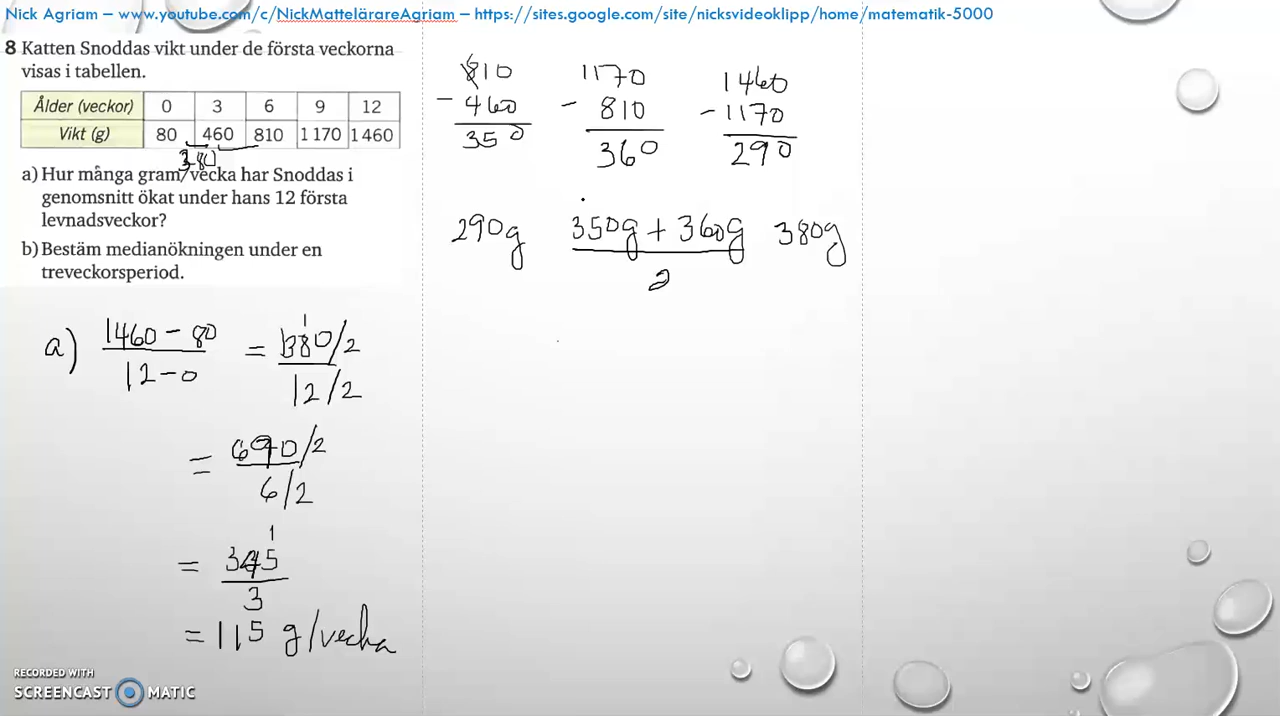 Nick Agriam – www.youtube.com/c/NickMattelärareAgriam – https://sites.google.com/site/nicksvideoklipp/home/matematik-5000
8 Katten Snoddas vikt under de första veckorna
visas i tabellen.
Ålder (veckor) 0 3 6 9 12
Vikt (g) 80 460 810 1 170 1 460
380
a) Hur många gram/vecka har Snoddas i
genomsnitt ökat under hans 12 första
levnadsveckor?
b) Bestäm medianökningen under en
treveckorsperiod.
a) 1460 - 80
12 - 0
= 1380/2
12/2
= 690/2
6/2
= 345
3
= 115 g/vecka
810
- 460
350
1170
- 810
360
1460
- 1170
290
290g 350g + 360g 380g
2
RECORDED WITH
SCREENCAST MATIC